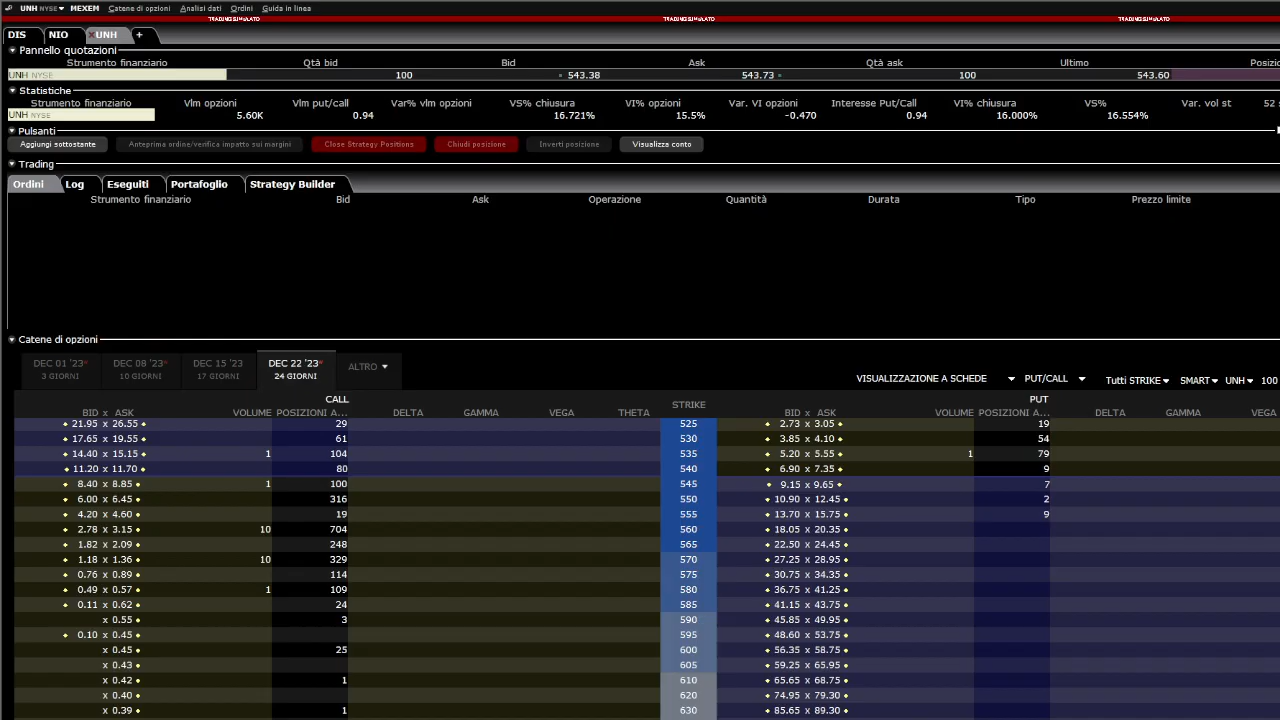 UNH NYSE MEXEM Catene di opzioni Analisi dati Ordini Guida in linea
TRADING SIMULATO TRADING SIMULATO TRADING SIMULATO
DIS NIO UNH +
Pannello quotazioni
Strumento finanziario Qtà bid Bid Ask Qtà ask Ultimo Posizio
UNH NYSE 100 543.38 543.73 100 543.60
Statistiche
Strumento finanziario Vlm opzioni Vlm put/call Var% vlm opzioni VS% chiusura VI% opzioni Var. VI opzioni Interesse Put/Call VI% chiusura VS% Var. vol st 52 s
UNH NYSE 5.60K 0.94 16.721% 15.5% -0.470 0.94 16.000% 16.554%
Pulsanti
Aggiungi sottostante Anteprima ordine/verifica impatto sui margini Close Strategy Positions Chiudi posizione Inverti posizione Visualizza conto
Trading
Ordini Log Eseguiti Portafoglio Strategy Builder
Strumento finanziario Bid Ask Operazione Quantità Durata Tipo Prezzo limite
Catene di opzioni
DEC 01 '23* DEC 08 '23* DEC 15 '23 DEC 22 '23* ALTRO
3 GIORNI 10 GIORNI 17 GIORNI 24 GIORNI
VISUALIZZAZIONE A SCHEDE PUT/CALL Tutti STRIKE SMART UNH 100
CALL STRIKE PUT
BID x ASK VOLUME POSIZIONI A... DELTA GAMMA VEGA THETA BID x ASK VOLUME POSIZIONI A... DELTA GAMMA VEGA
21.95 x 26.55 29 525 2.73 x 3.05 19
17.65 x 19.55 61 530 3.85 x 4.10 54
14.40 x 15.15 1 104 535 5.20 x 5.55 1 79
11.20 x 11.70 80 540 6.90 x 7.35 9
8.40 x 8.85 1 100 545 9.15 x 9.65 7
6.00 x 6.45 316 550 10.90 x 12.45 2
4.20 x 4.60 19 555 13.70 x 15.75 9
2.78 x 3.15 10 704 560 18.05 x 20.35
1.82 x 2.09 248 565 22.50 x 24.45
1.18 x 1.36 10 329 570 27.25 x 28.95
0.76 x 0.89 114 575 30.75 x 34.35
0.49 x 0.57 1 109 580 36.75 x 41.25
0.11 x 0.62 24 585 41.15 x 43.75
x 0.55 3 590 45.85 x 49.95
0.10 x 0.45 595 48.60 x 53.75
x 0.45 25 600 56.35 x 58.75
x 0.43 605 59.25 x 65.95
x 0.42 1 610 65.65 x 68.75
x 0.40 620 74.95 x 79.30
x 0.39 1 630 85.65 x 89.30